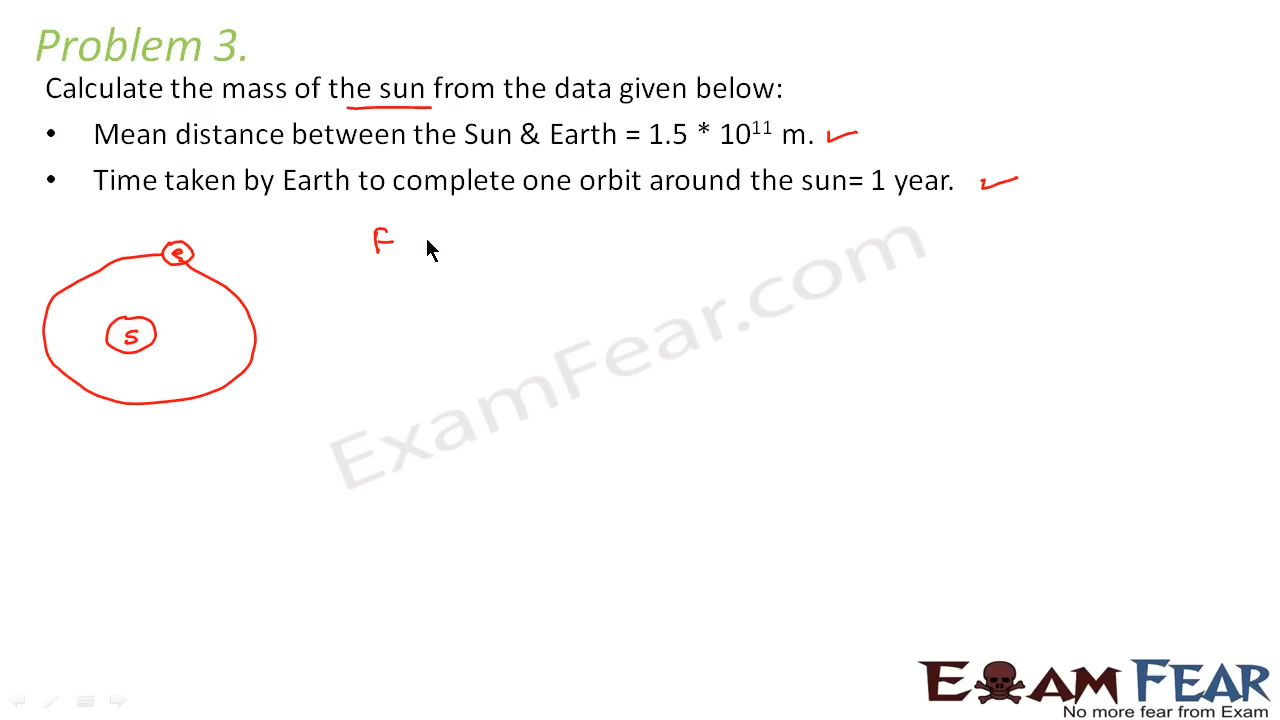 Problem 3.
Calculate the mass of the sun from the data given below:
• Mean distance between the Sun & Earth = 1.5 * 10¹¹ m.
• Time taken by Earth to complete one orbit around the sun= 1 year.
F
e
S
ExamFear.com
EXAM FEAR
No more fear from Exam